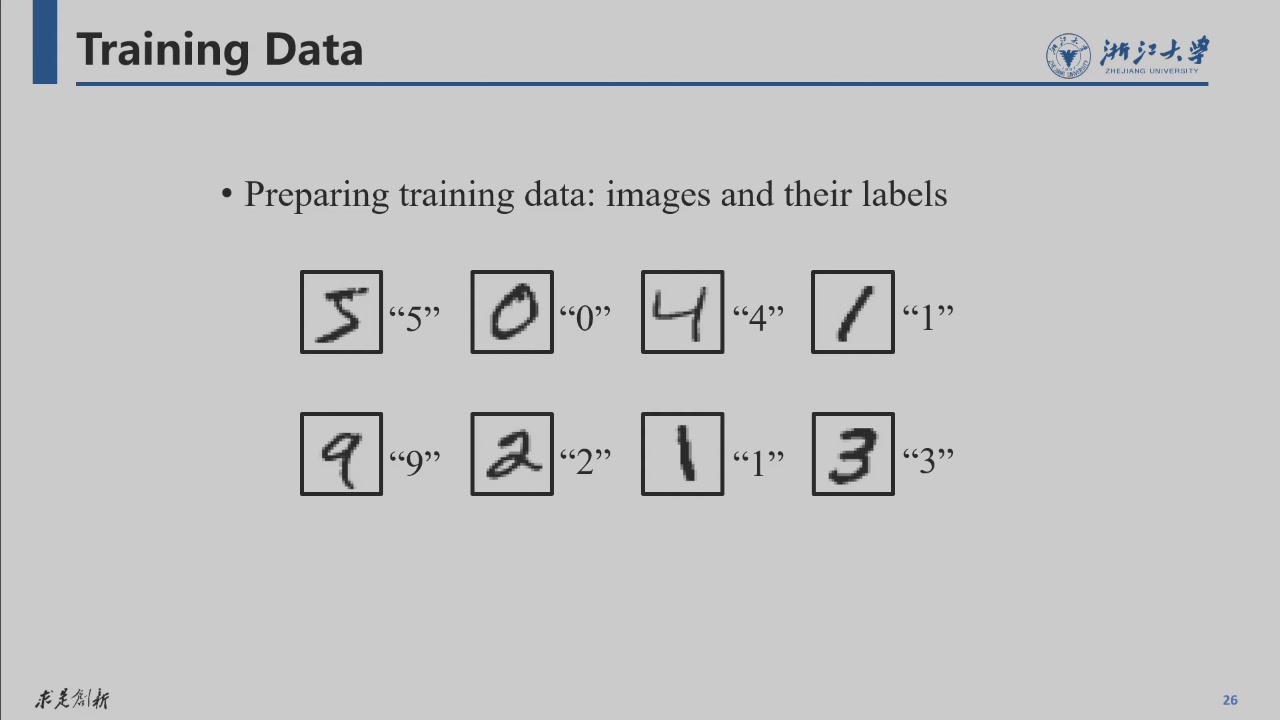 Training Data
浙江大学
ZHEJIANG UNIVERSITY
• Preparing training data: images and their labels
5 “5” 0 “0” 4 “4” 1 “1”
9 “9” 2 “2” 1 “1” 3 “3”
求是创新
26